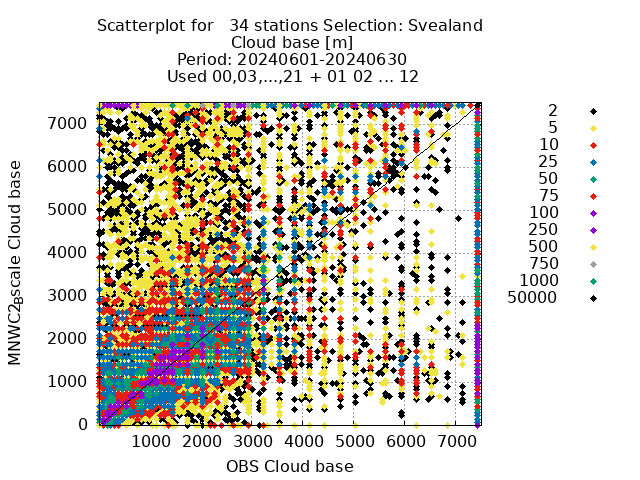 Scatterplot for   34 stations Selection: Svealand
Cloud base [m]
Period: 20240601-20240630
Used 00,03,...,21 + 01 02 ... 12
MNWC2Bscale Cloud base
7000
6000
5000
4000
3000
2000
1000
0
1000 2000 3000 4000 5000 6000 7000
OBS Cloud base
2
5
10
25
50
75
100
250
500
750
1000
50000